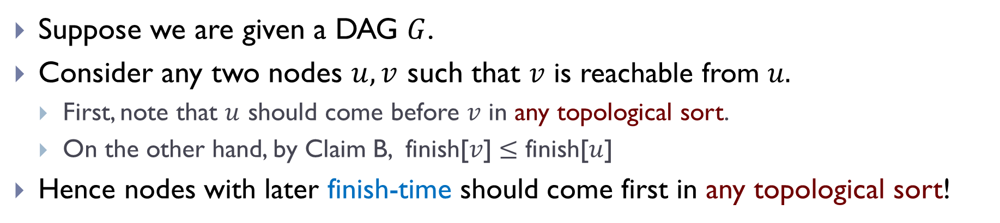 Suppose we are given a DAG G.
Consider any two nodes u, v such that v is reachable from u.
First, note that u should come before v in any topological sort.
On the other hand, by Claim B, finish[v] ≤ finish[u]
Hence nodes with later finish-time should come first in any topological sort!